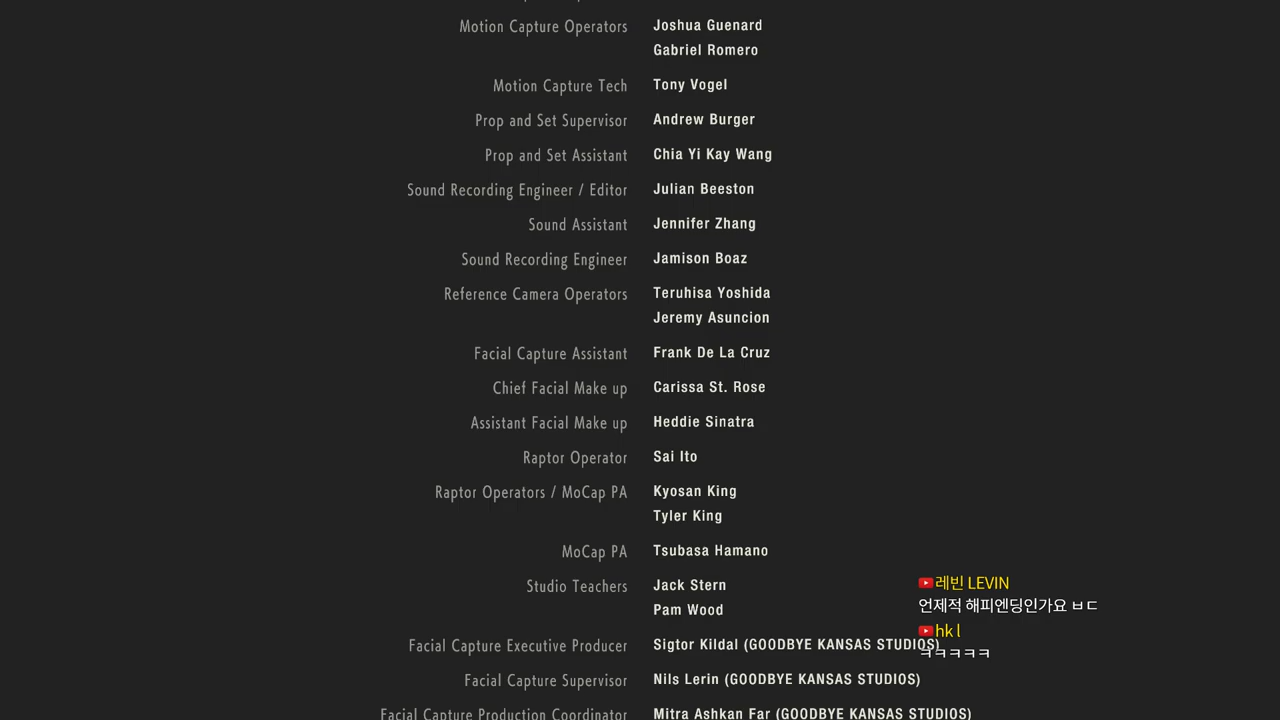 Motion Capture Operators Joshua Guenard
Gabriel Romero
Motion Capture Tech Tony Vogel
Prop and Set Supervisor Andrew Burger
Prop and Set Assistant Chia Yi Kay Wang
Sound Recording Engineer / Editor Julian Beeston
Sound Assistant Jennifer Zhang
Sound Recording Engineer Jamison Boaz
Reference Camera Operators Teruhisa Yoshida
Jeremy Asuncion
Facial Capture Assistant Frank De La Cruz
Chief Facial Make up Carissa St. Rose
Assistant Facial Make up Heddie Sinatra
Raptor Operator Sai Ito
Raptor Operators / MoCap PA Kyosan King
Tyler King
MoCap PA Tsubasa Hamano
Studio Teachers Jack Stern
Pam Wood
Facial Capture Executive Producer Sigtor Kildal (GOODBYE KANSAS STUDIOS)
Facial Capture Supervisor Nils Lerin (GOODBYE KANSAS STUDIOS)
Facial Capture Production Coordinator Mitra Ashkan Far (GOODBYE KANSAS STUDIOS)
레빈 LEVIN
언제적 해피엔딩인가요 ㅂㄷ
hk l
ㅋㅋㅋㅋㅋ